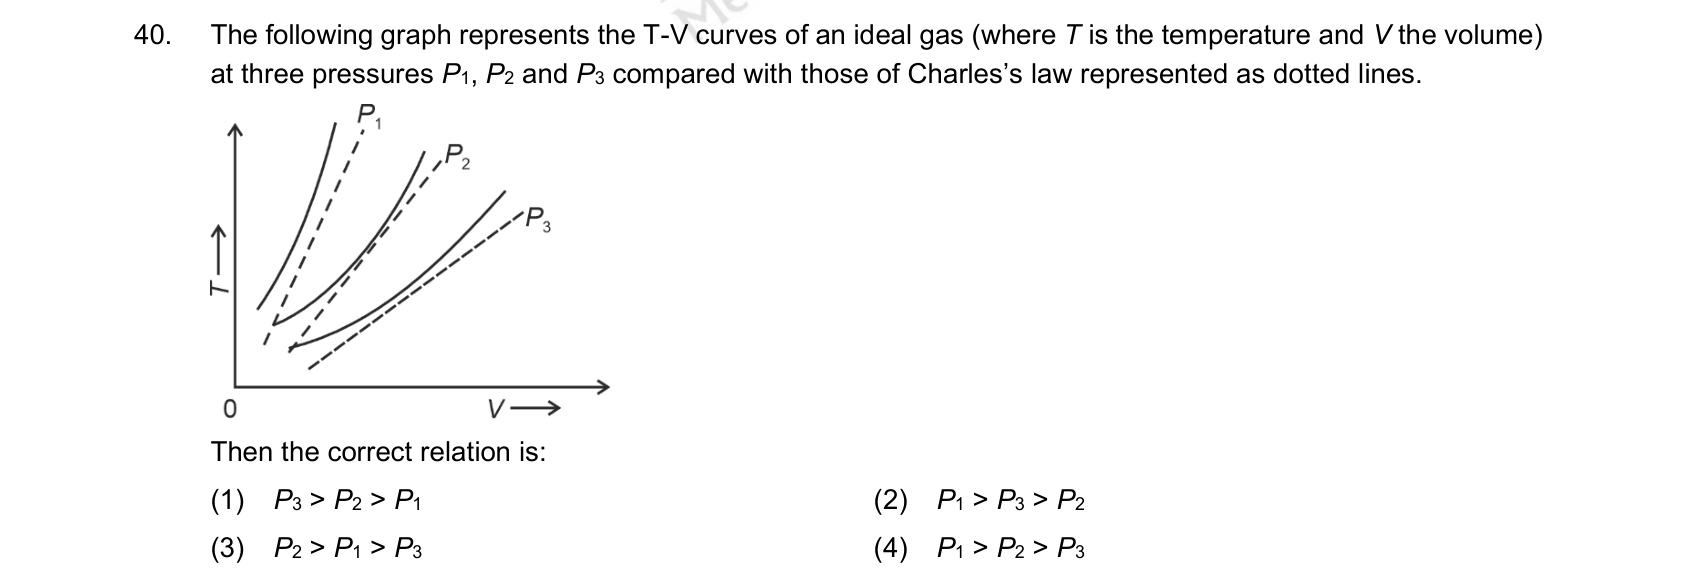 Me
40. The following graph represents the T-V curves of an ideal gas (where T is the temperature and V the volume)
at three pressures P₁, P₂ and P₃ compared with those of Charles's law represented as dotted lines.
P₁
P₂
P₃
T
0
V
Then the correct relation is:
(1) P₃ > P₂ > P₁ (2) P₁ > P₃ > P₂
(3) P₂ > P₁ > P₃ (4) P₁ > P₂ > P₃